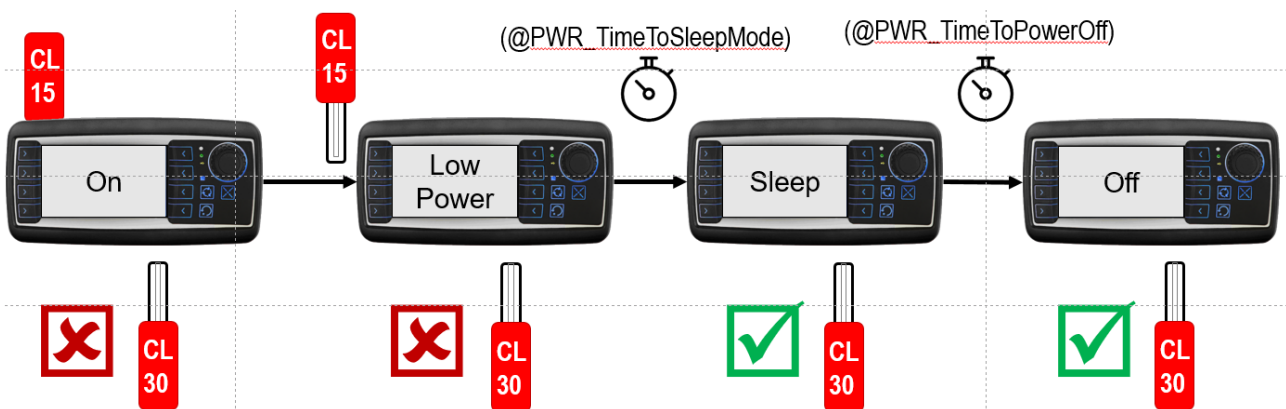 (@PWR_TimeToSleepMode)
(@PWR_TimeToPowerOff)
CL
15
CL
15
On
Low
Power
Sleep
Off
CL
30
CL
30
CL
30
CL
30